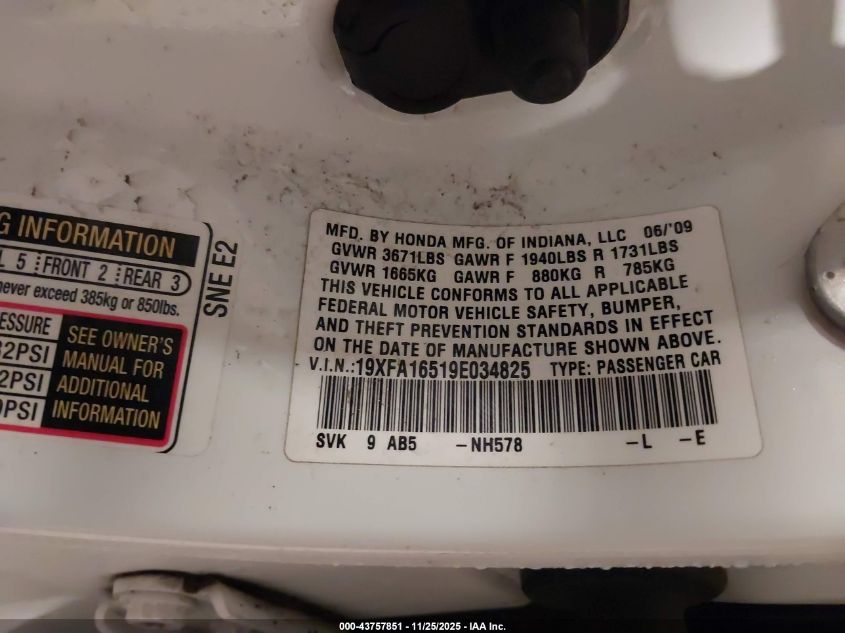 G INFORMATION
L 5 FRONT 2 REAR 3
never exceed 385kg or 850lbs.
ESSURE
32PSI
2PSI
0PSI
SEE OWNER'S
MANUAL FOR
ADDITIONAL
INFORMATION
SNE E2
MFD. BY HONDA MFG. OF INDIANA, LLC 06/'09
GVWR 3671LBS GAWR F 1940LBS R 1731LBS
GVWR 1665KG GAWR F 880KG R 785KG
THIS VEHICLE CONFORMS TO ALL APPLICABLE
FEDERAL MOTOR VEHICLE SAFETY, BUMPER,
AND THEFT PREVENTION STANDARDS IN EFFECT
ON THE DATE OF MANUFACTURE SHOWN ABOVE.
V.I.N.:19XFA16519E034825 TYPE: PASSENGER CAR
SVK 9 AB5 -NH578 -L -E
000-43757851 - 11/25/2025 - IAA Inc.